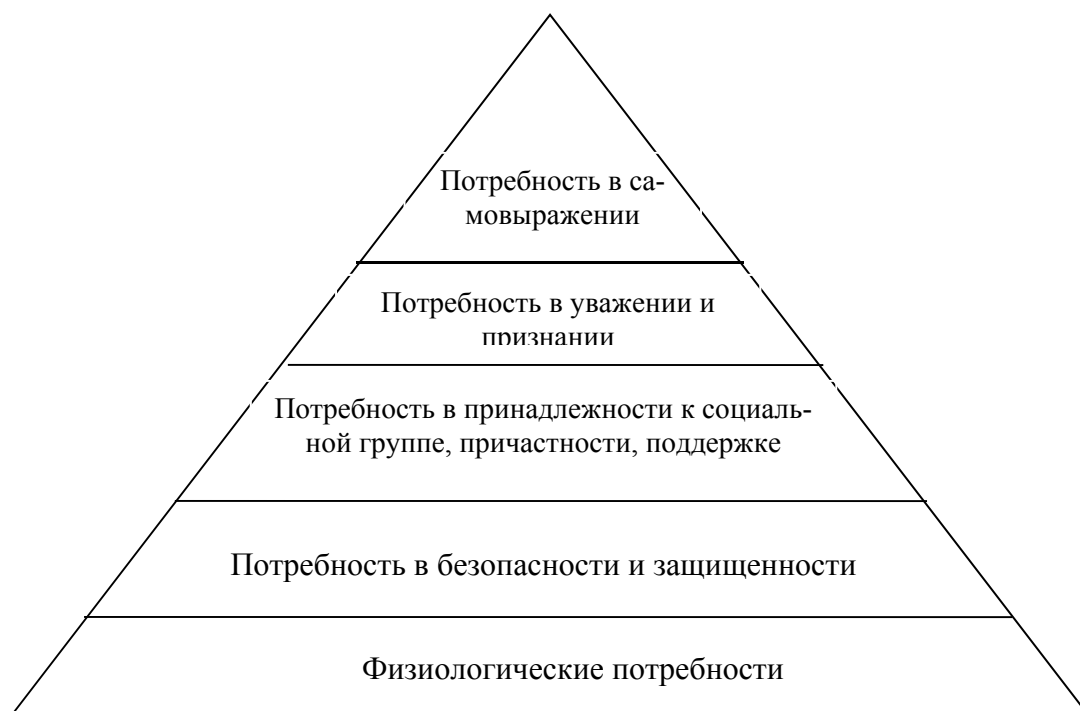 Потребность в са-
мовыражении
Потребность в уважении и
признании
Потребность в принадлежности к социаль-
ной группе, причастности, поддержке
Потребность в безопасности и защищенности
Физиологические потребности